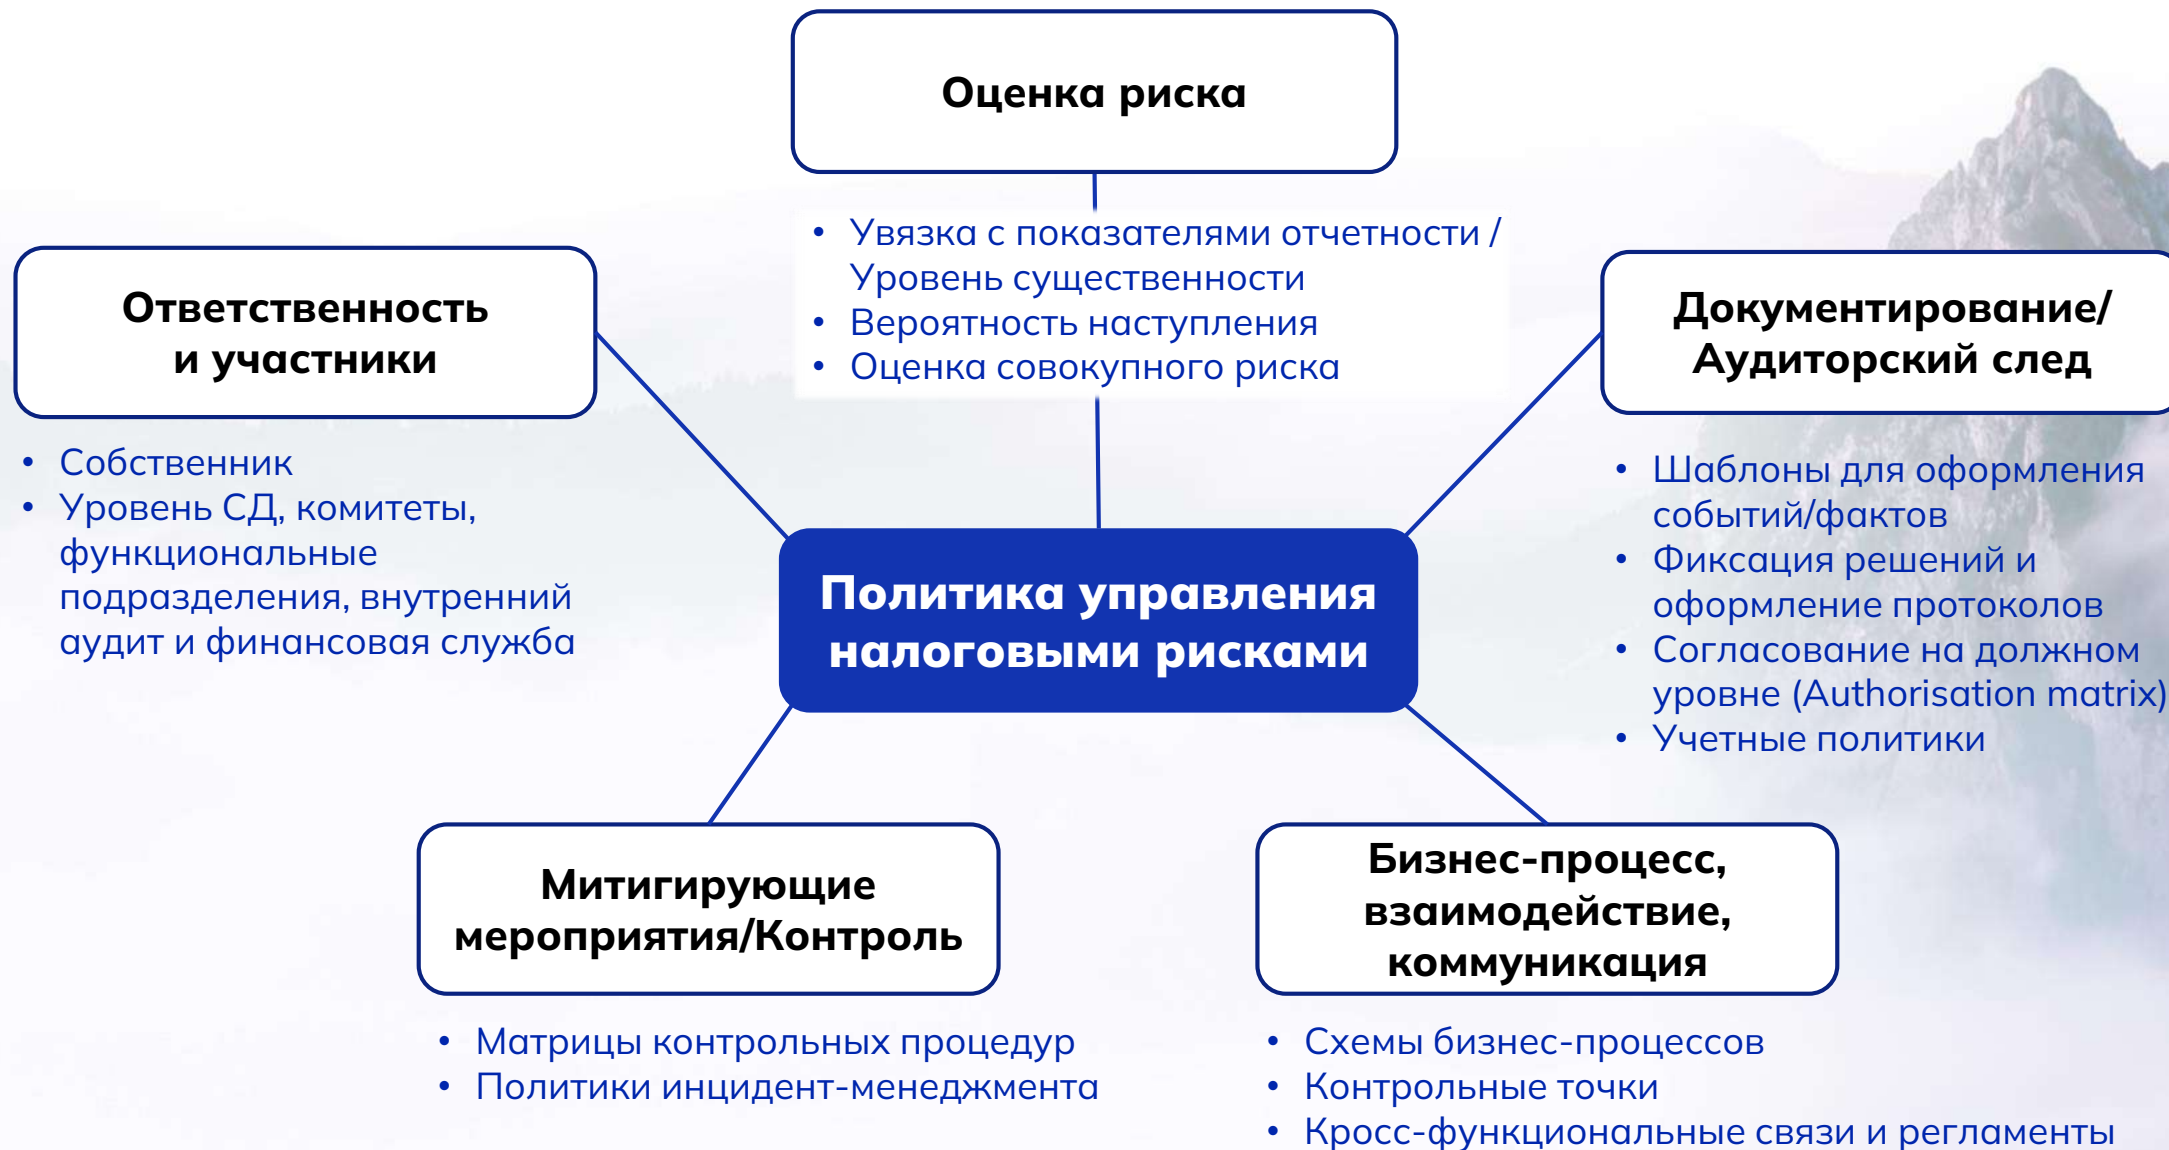 Оценка риска
• Увязка с показателями отчетности /
Уровень существенности
• Вероятность наступления
• Оценка совокупного риска
Ответственность
и участники
• Собственник
• Уровень СД, комитеты,
функциональные
подразделения, внутренний
аудит и финансовая служба
Документирование/
Аудиторский след
• Шаблоны для оформления
событий/фактов
• Фиксация решений и
оформление протоколов
• Согласование на должном
уровне (Authorisation matrix)
• Учетные политики
Политика управления
налоговыми рисками
Митигирующие
мероприятия/Контроль
• Матрицы контрольных процедур
• Политики инцидент-менеджмента
Бизнес-процесс,
взаимодействие,
коммуникация
• Схемы бизнес-процессов
• Контрольные точки
• Кросс-функциональные связи и регламенты